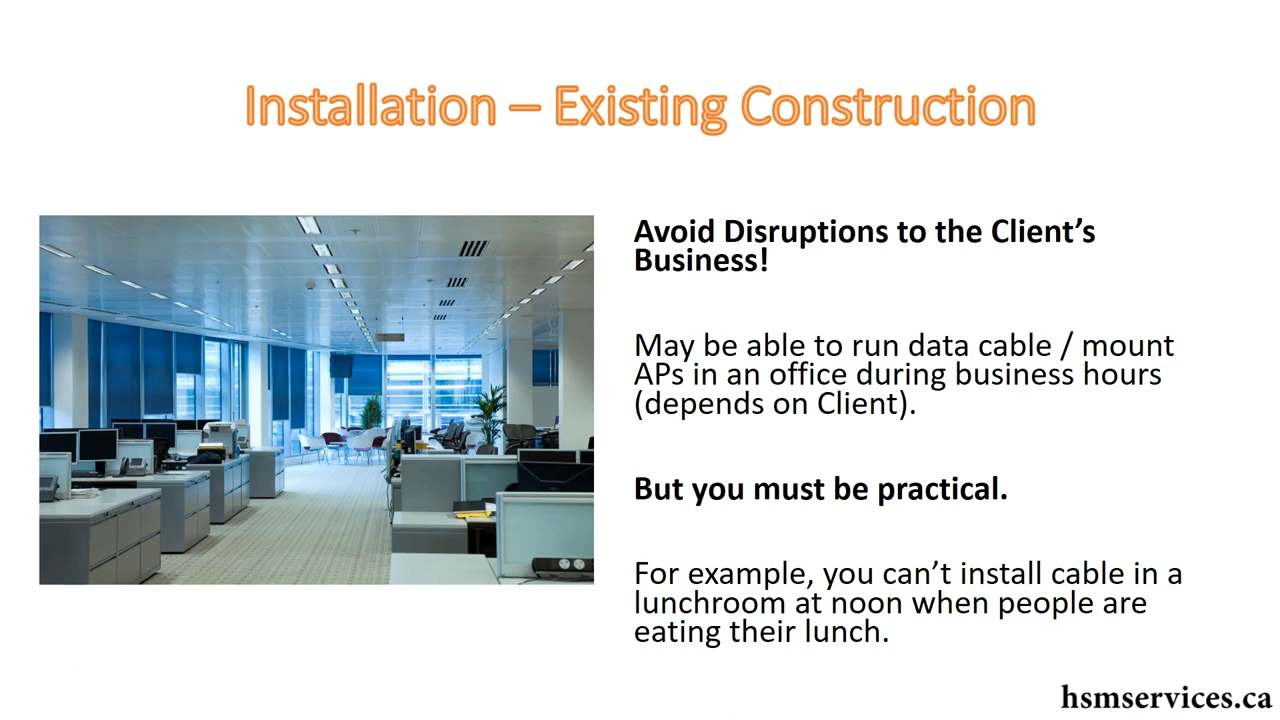 Installation – Existing Construction
Avoid Disruptions to the Client’s
Business!
May be able to run data cable / mount
APs in an office during business hours
(depends on Client).
But you must be practical.
For example, you can’t install cable in a
lunchroom at noon when people are
eating their lunch.
hsmservices.ca